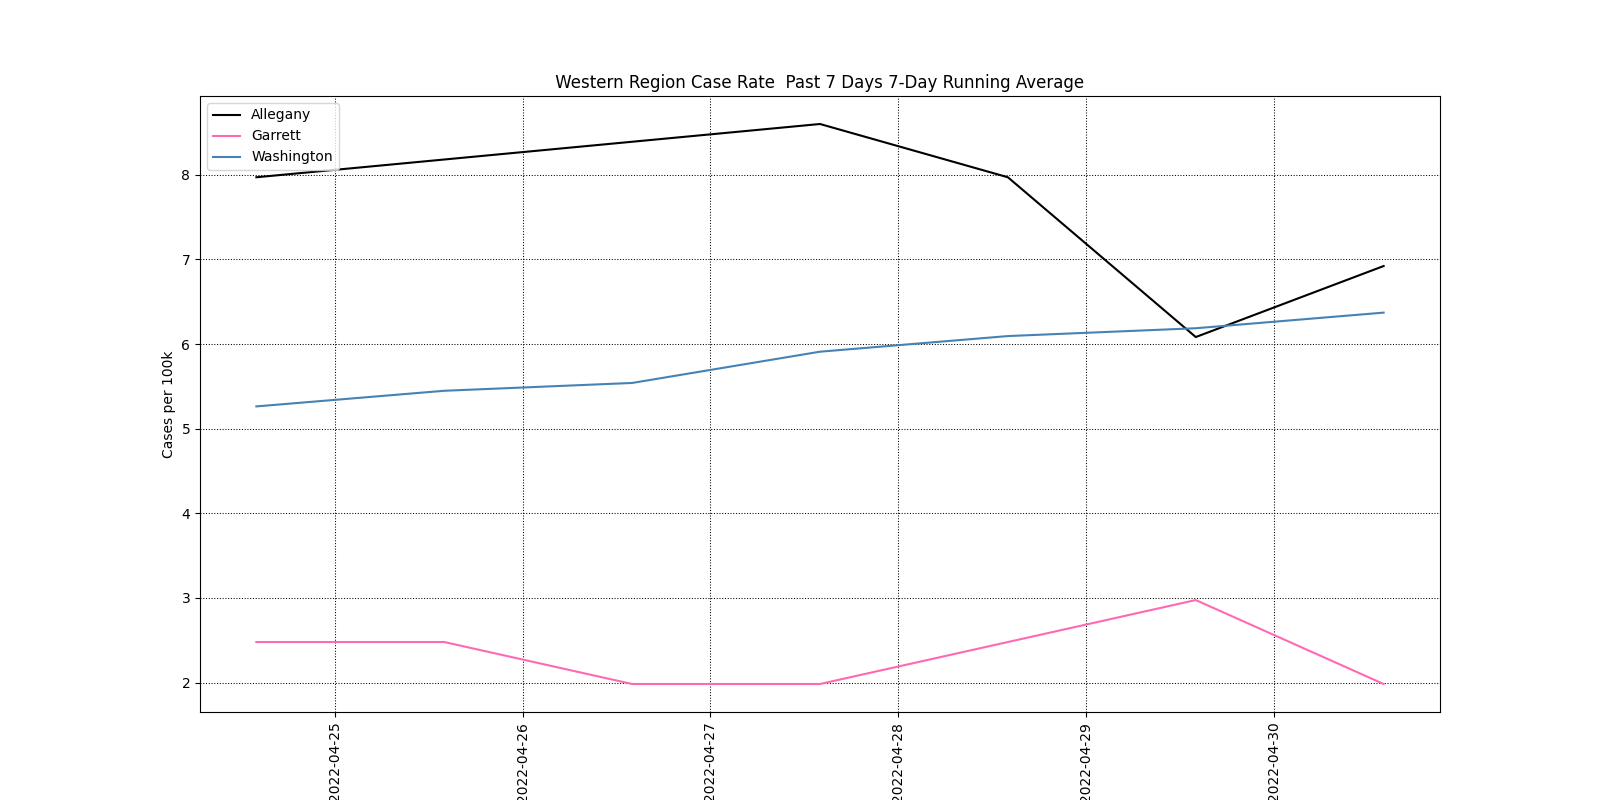 Western Region Case Rate  Past 7 Days 7-Day Running Average
Allegany
Garrett
Washington
Cases per 100k
8
7
6
5
4
3
2
2022-04-25
2022-04-26
2022-04-27
2022-04-28
2022-04-29
2022-04-30